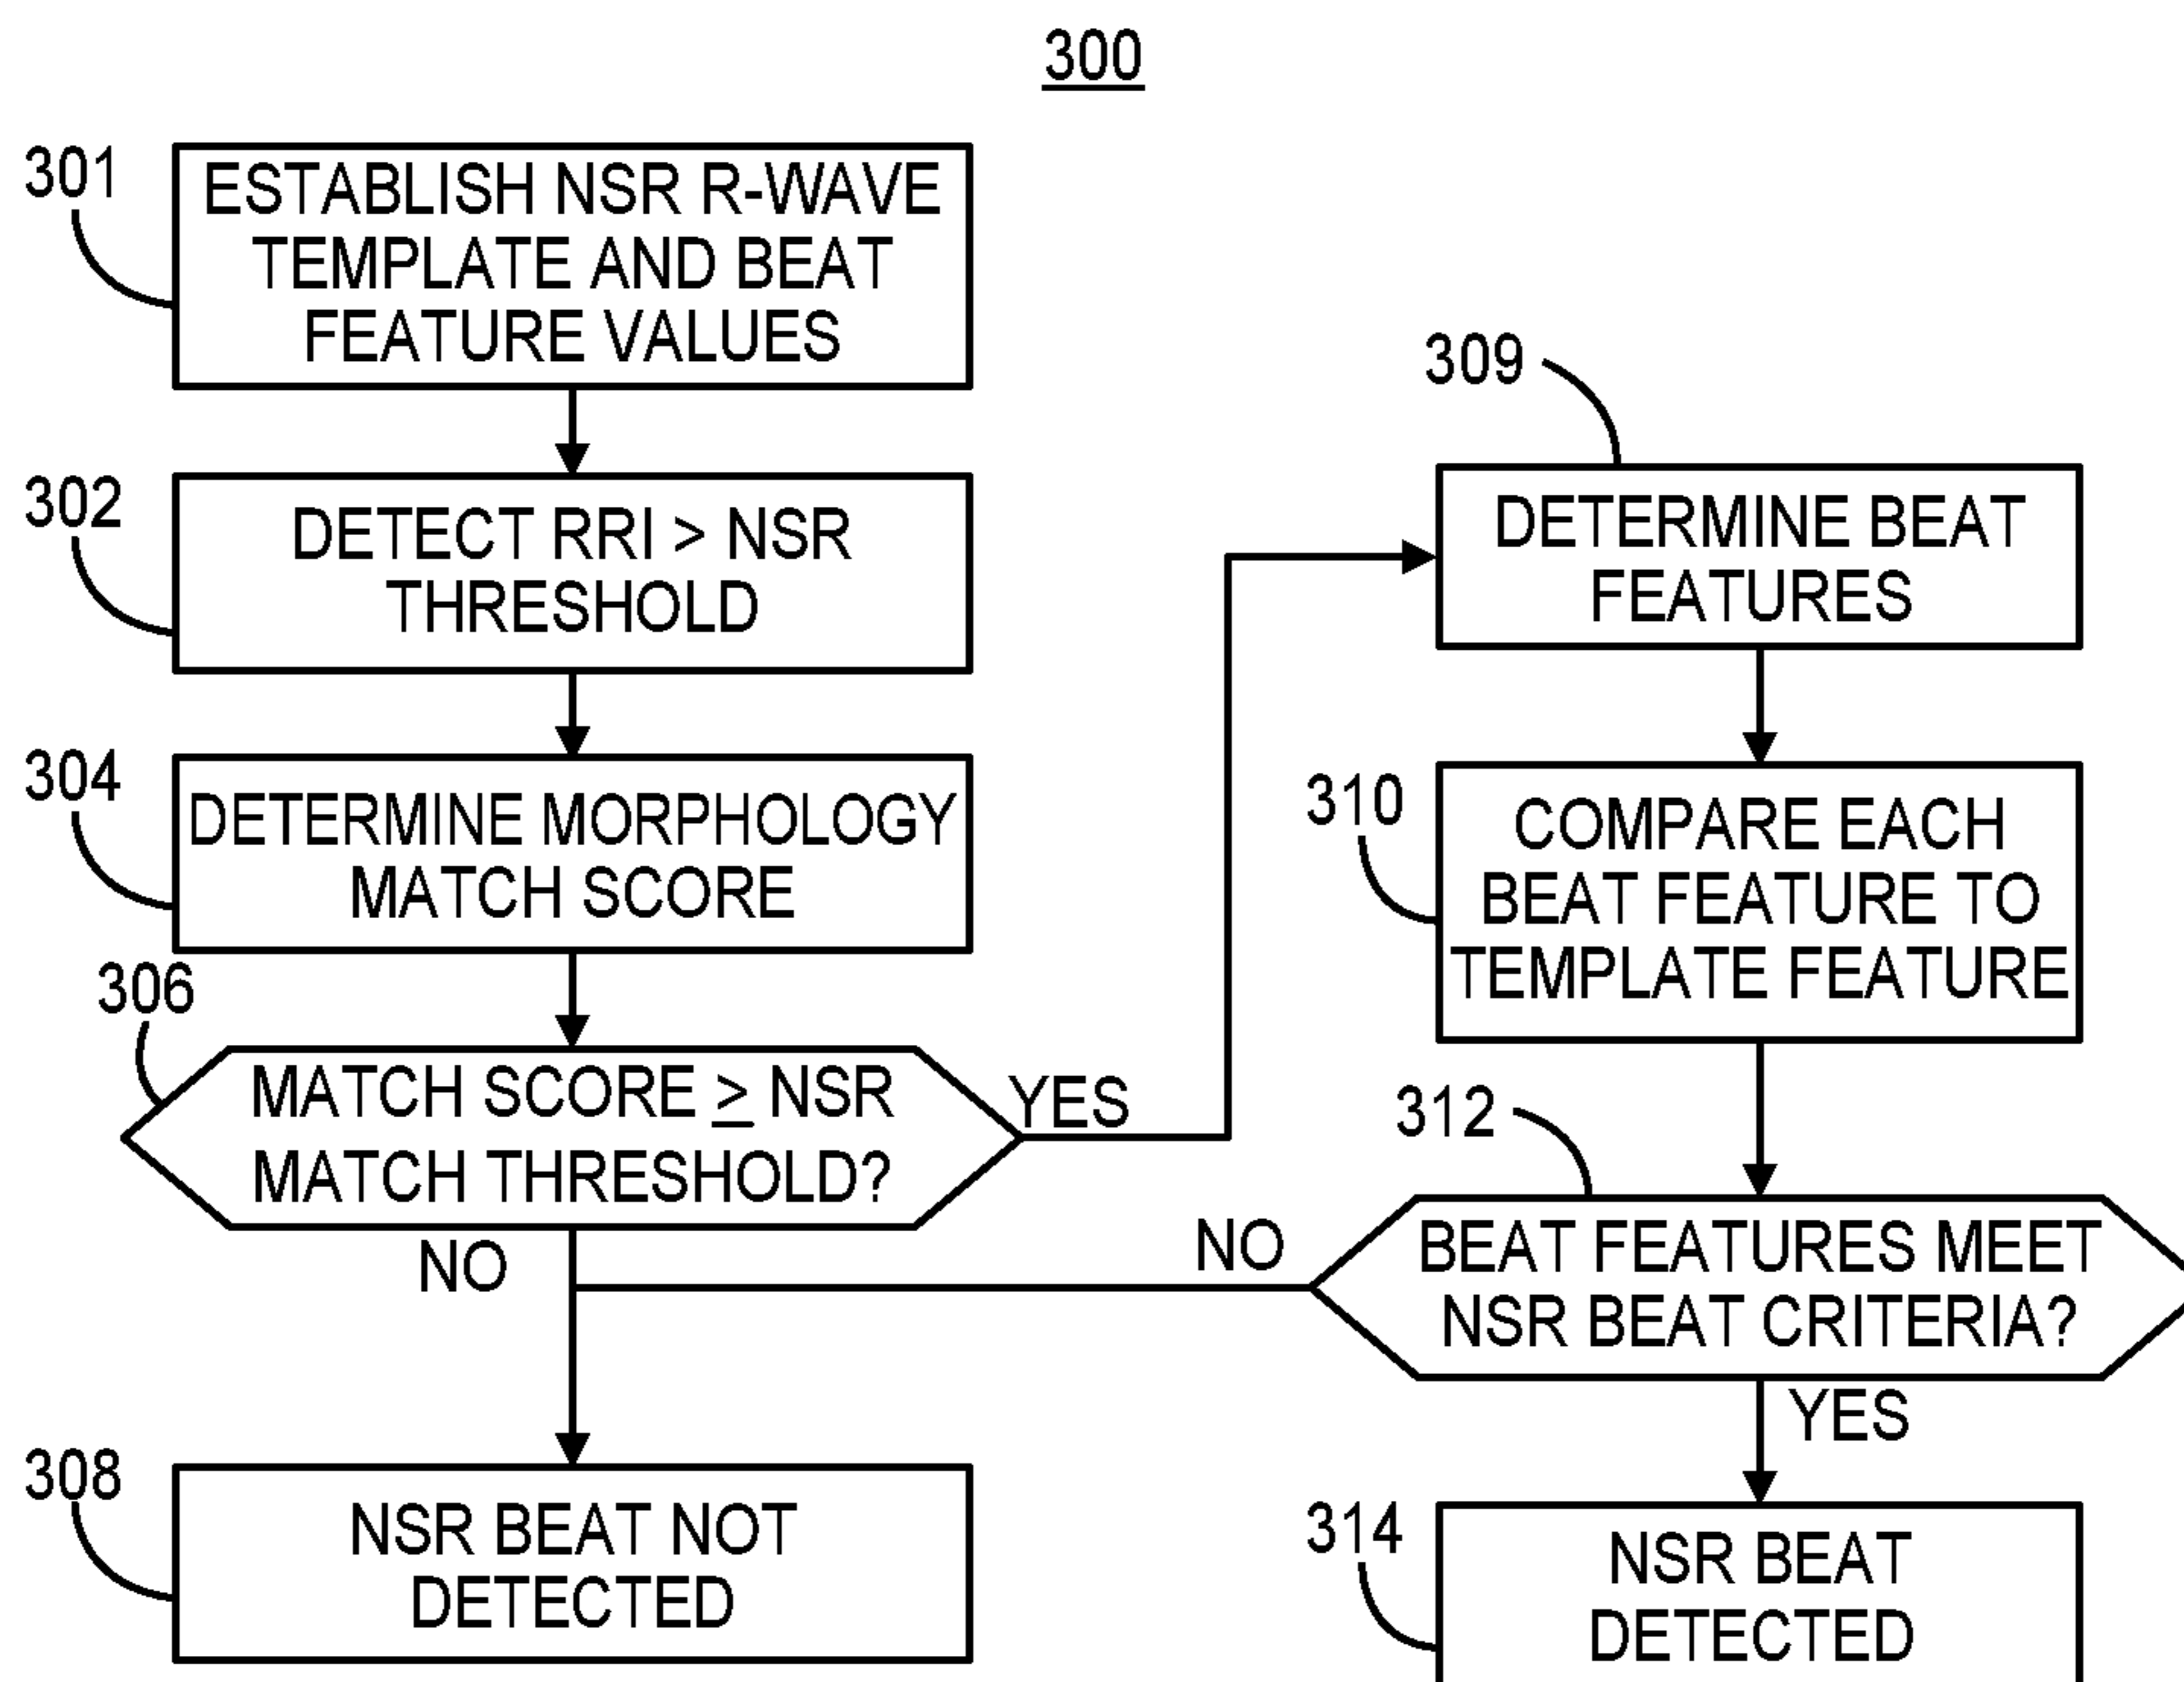 300
301
ESTABLISH NSR R-WAVE
TEMPLATE AND BEAT
FEATURE VALUES
302
DETECT RRI > NSR
THRESHOLD
304
DETERMINE MORPHOLOGY
MATCH SCORE
306
MATCH SCORE ≥ NSR
MATCH THRESHOLD?
YES
NO
308
NSR BEAT NOT
DETECTED
309
DETERMINE BEAT
FEATURES
310
COMPARE EACH
BEAT FEATURE TO
TEMPLATE FEATURE
312
BEAT FEATURES MEET
NSR BEAT CRITERIA?
NO
YES
314
NSR BEAT
DETECTED